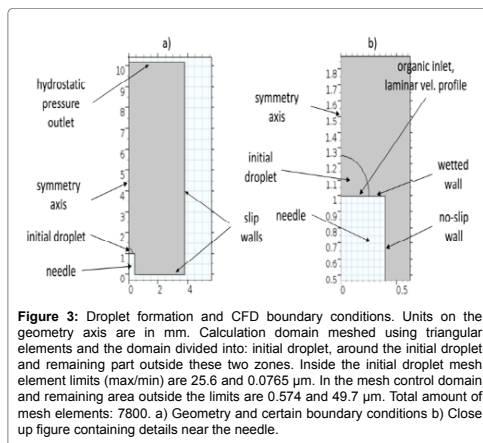 a)
10
9
8
7
6
5
4
3
2
1
0
0
2
4
hydrostatic
pressure
outlet
symmetry
axis
initial droplet
needle
slip
walls
b)
1.8
1.7
1.6
1.5
1.4
1.3
1.2
1.1
1
0.9
0.8
0.7
0.6
0.5
0
0.5
organic inlet,
laminar vel. profile
symmetry
axis
initial
droplet
needle
wetted
wall
no-slip
wall
Figure 3: Droplet formation and CFD boundary conditions. Units on the
geometry axis are in mm. Calculation domain meshed using triangular
elements and the domain divided into: initial droplet, around the initial droplet
and remaining part outside these two zones. Inside the initial droplet mesh
element limits (max/min) are 25.6 and 0.0765 µm. In the mesh control domain
and remaining area outside the limits are 0.574 and 49.7 µm. Total amount of
mesh elements: 7800. a) Geometry and certain boundary conditions b) Close
up figure containing details near the needle.